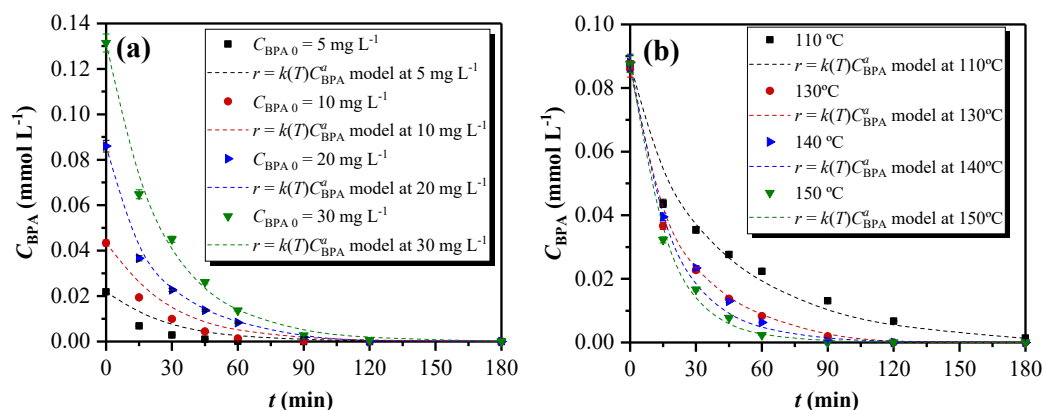 (a)
C_BPA 0 = 5 mg L⁻¹
r = k(T)C^a_BPA model at 5 mg L⁻¹
C_BPA 0 = 10 mg L⁻¹
r = k(T)C^a_BPA model at 10 mg L⁻¹
C_BPA 0 = 20 mg L⁻¹
r = k(T)C^a_BPA model at 20 mg L⁻¹
C_BPA 0 = 30 mg L⁻¹
r = k(T)C^a_BPA model at 30 mg L⁻¹
C_BPA (mmol L⁻¹)
0.14
0.12
0.10
0.08
0.06
0.04
0.02
0.00
0 30 60 90 120 150 180
t (min)
(b)
110 ºC
r = k(T)C^a_BPA model at 110ºC
130ºC
r = k(T)C^a_BPA model at 130ºC
140 ºC
r = k(T)C^a_BPA model at 140ºC
150 ºC
r = k(T)C^a_BPA model at 150ºC
C_BPA (mmol L⁻¹)
0.10
0.08
0.06
0.04
0.02
0.00
0 30 60 90 120 150 180
t (min)